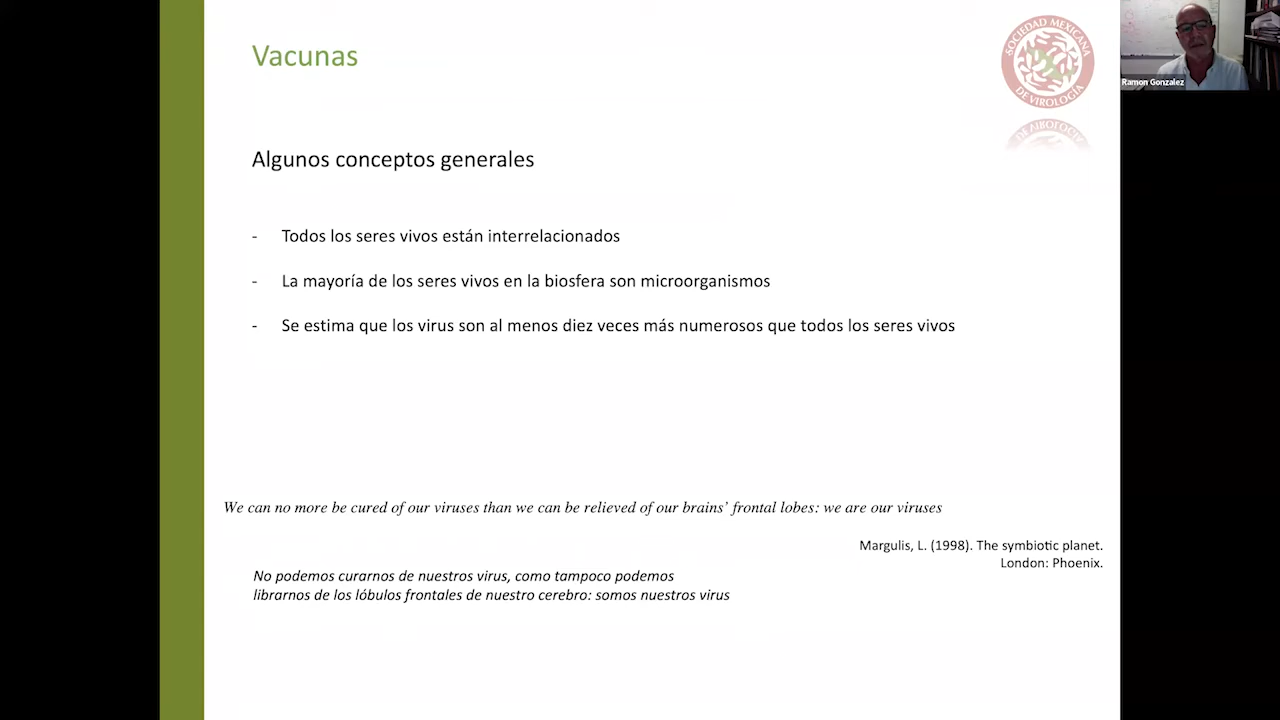 Vacunas
SOCIEDAD MEXICANA
DE VIROLOGÍA
Ramon Gonzalez
Algunos conceptos generales
- Todos los seres vivos están interrelacionados
- La mayoría de los seres vivos en la biosfera son microorganismos
- Se estima que los virus son al menos diez veces más numerosos que todos los seres vivos
We can no more be cured of our viruses than we can be relieved of our brains’ frontal lobes: we are our viruses
Margulis, L. (1998). The symbiotic planet.
London: Phoenix.
No podemos curarnos de nuestros virus, como tampoco podemos
librarnos de los lóbulos frontales de nuestro cerebro: somos nuestros virus